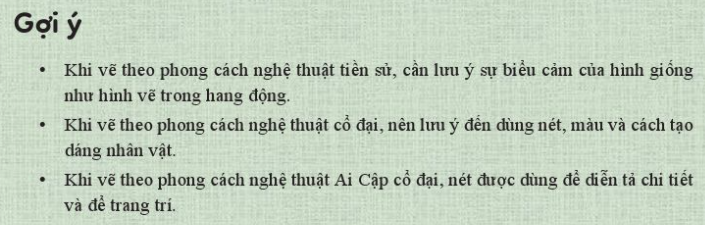 Gợi ý
• Khi vẽ theo phong cách nghệ thuật tiền sử, cần lưu ý sự biểu cảm của hình giống
như hình vẽ trong hang động.
• Khi vẽ theo phong cách nghệ thuật cổ đại, nên lưu ý đến dùng nét, màu và cách tạo
dáng nhân vật.
• Khi vẽ theo phong cách nghệ thuật Ai Cập cổ đại, nét được dùng để diễn tả chi tiết
và để trang trí.